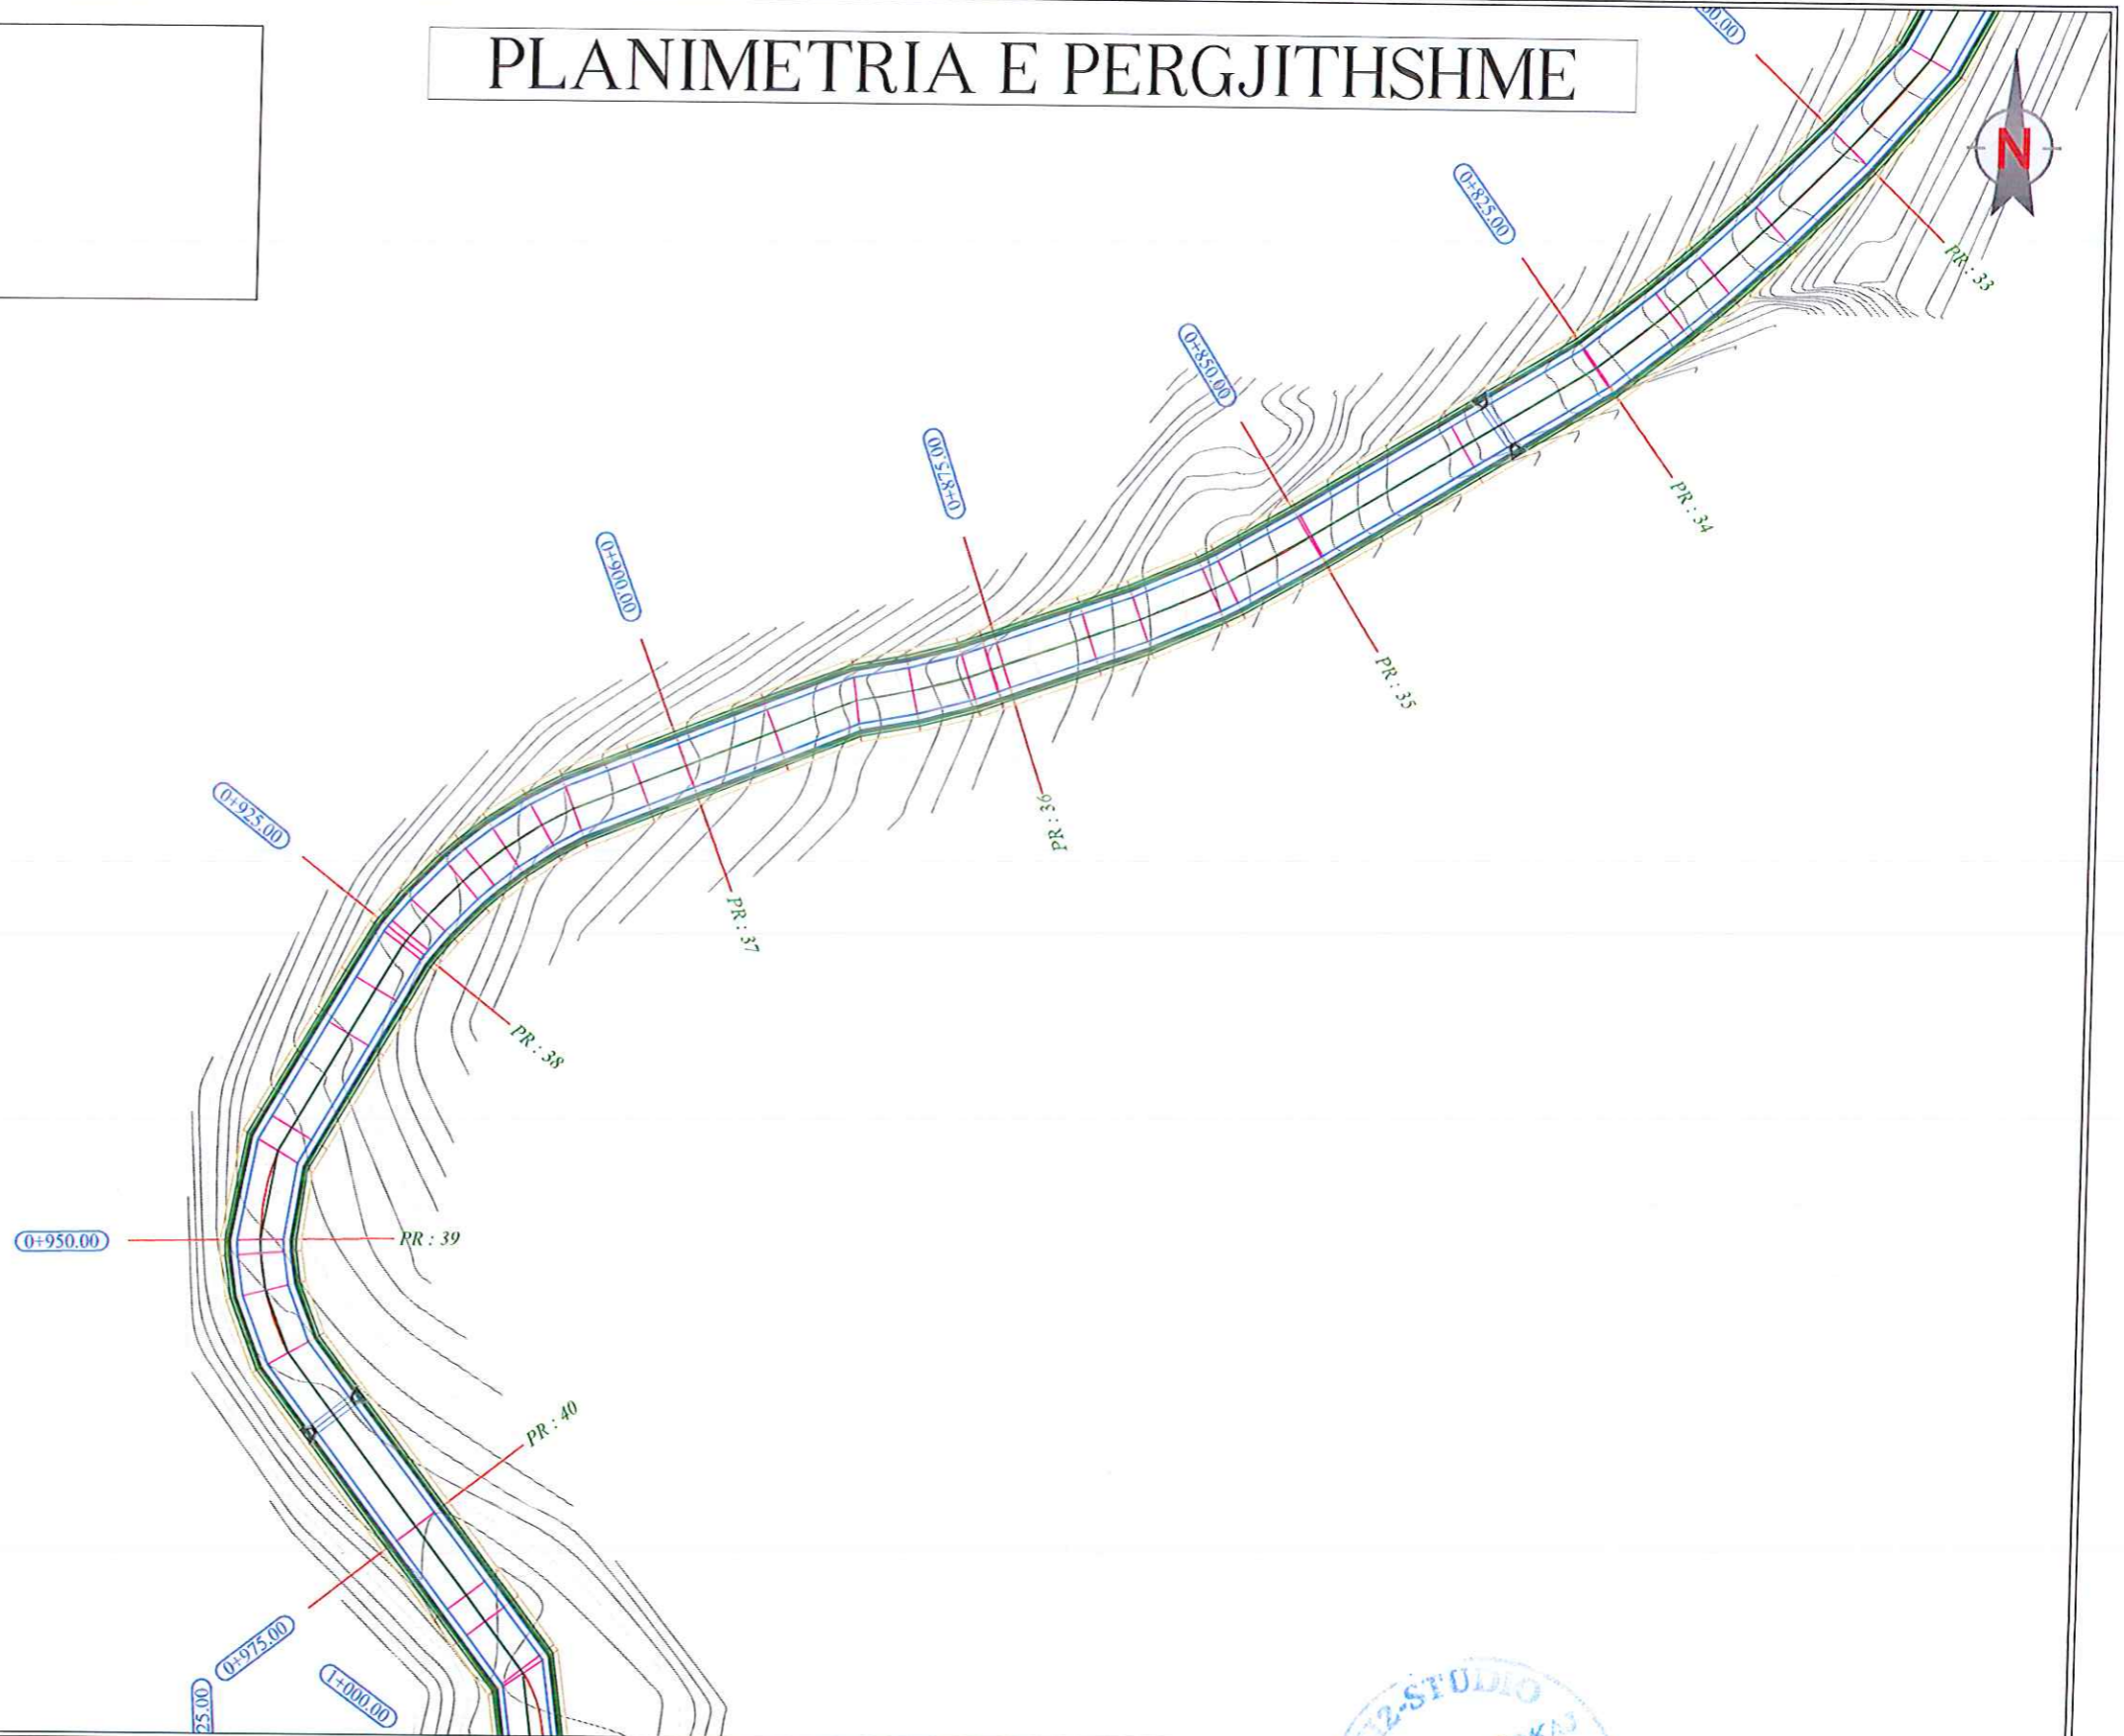 PLANIMETRIA E PERGJITHSHME
N
PR : 33
0+825.00
PR : 34
0+850.00
PR : 35
0+875.00
PR : 36
0+900.00
PR : 37
0+925.00
PR : 38
0+950.00
PR : 39
PR : 40
0+975.00
1+000.00
25.00